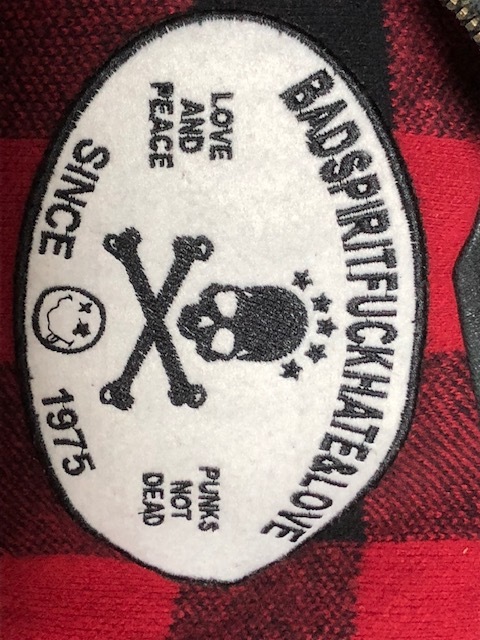 BADSPIRITFUCKHATE&LOVE
LOVE
AND
PEACE
PUNKS
NOT
DEAD
SINCE 1975